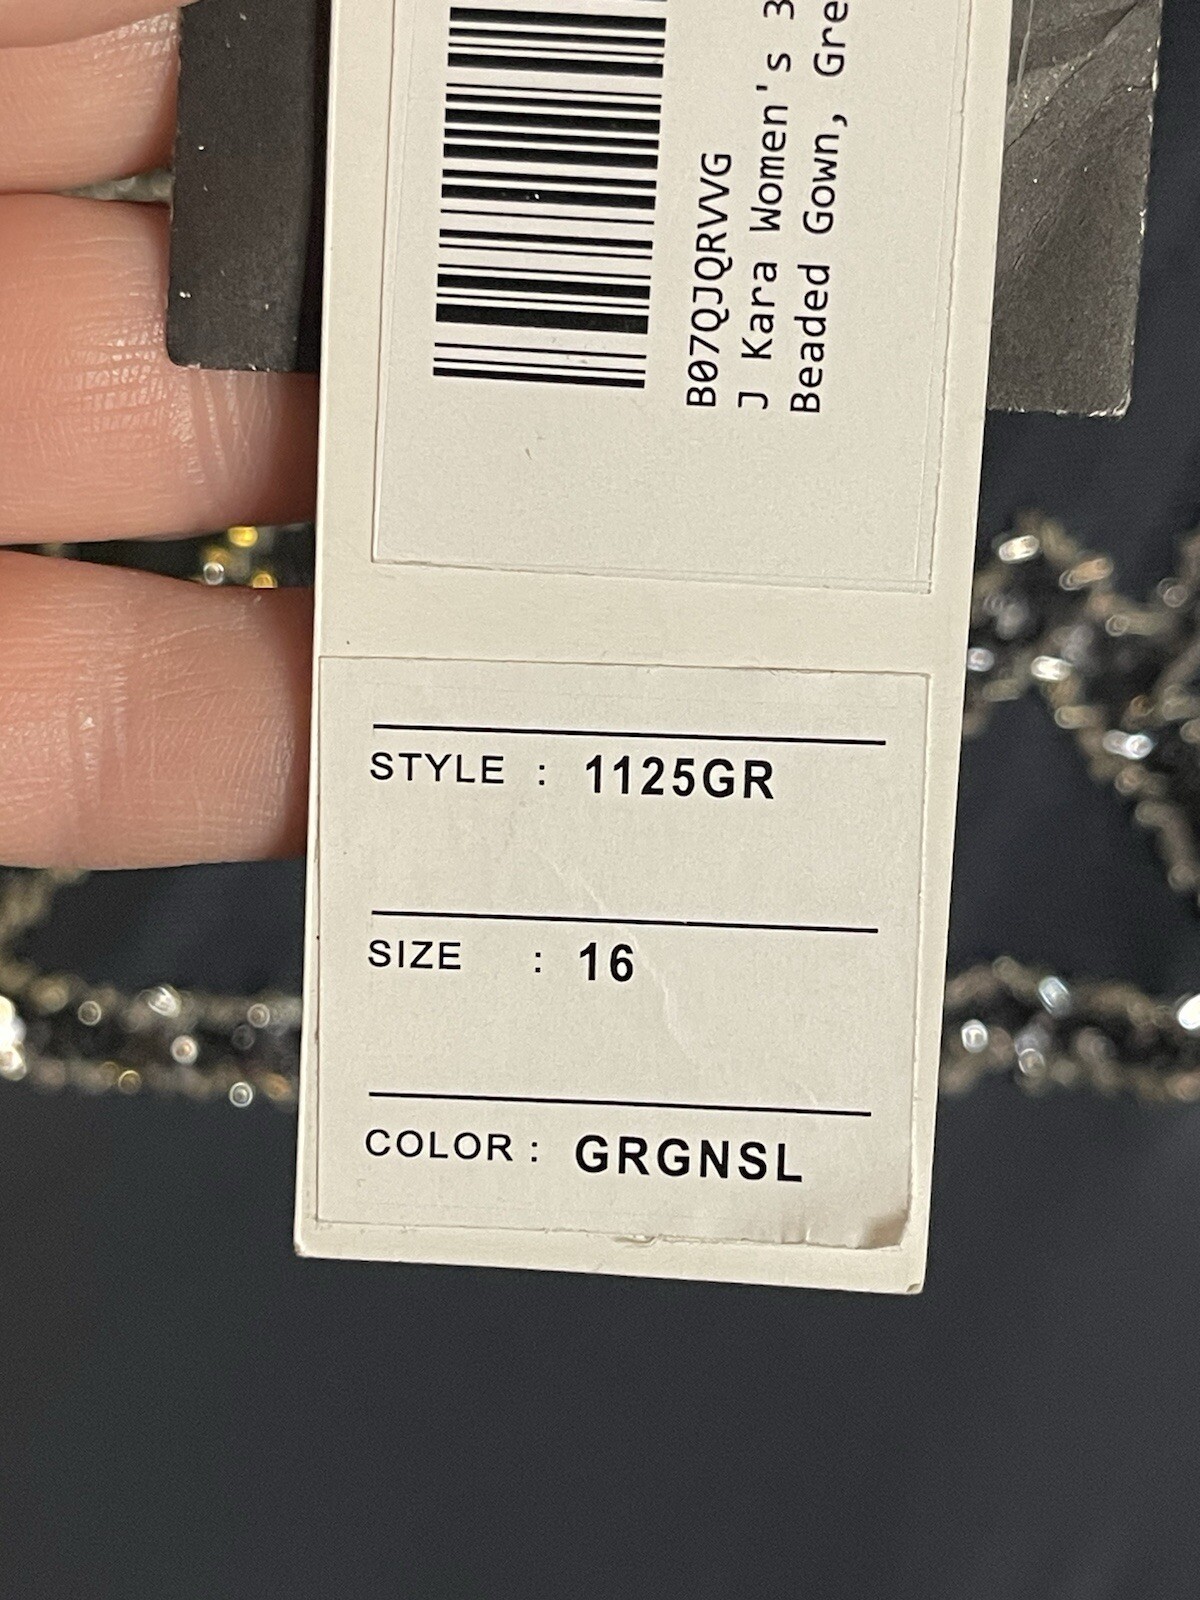 B07QJQRVVG
J Kara Women's 3
Beaded Gown, Gre
STYLE : 1125GR
SIZE : 16
COLOR : GRGNSL